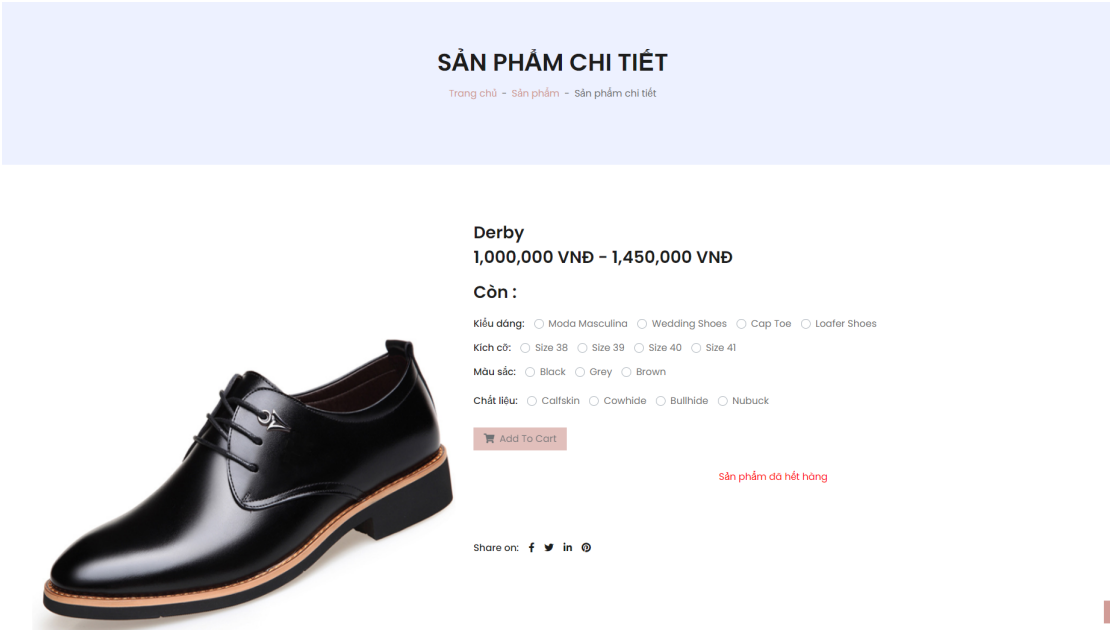 SẢN PHẨM CHI TIẾT
Trang chủ - Sản phẩm - Sản phẩm chi tiết
Derby
1,000,000 VNĐ - 1,450,000 VNĐ
Còn :
Kiểu dáng: Moda Masculina Wedding Shoes Cap Toe Loafer Shoes
Kích cỡ: Size 38 Size 39 Size 40 Size 41
Màu sắc: Black Grey Brown
Chất liệu: Calfskin Cowhide Bullhide Nubuck
Add To Cart
Sản phẩm đã hết hàng
Share on: